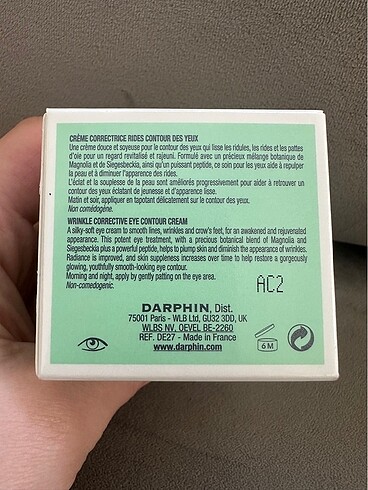 CRÈME CORRECTRICE RIDES CONTOUR DES YEUX
Une crème douce et soyeuse pour le contour des yeux qui lisse les ridules, les rides et les pattes
d'oie pour un regard revitalisé et rajeuni. Formulé avec un précieux mélange botanique de
Magnolia et de Siegesbeckia, ainsi qu'un puissant peptide, ce soin pour les yeux aide à repulper
la peau et à diminuer l'apparence des rides.
L'éclat et la souplesse de la peau sont améliorés progressivement pour aider à retrouver un
contour des yeux éclatant de jeunesse et d'apparence lisse.
Matin et soir, appliquer en tapotant délicatement sur le contour des yeux.
Non comédogène.
WRINKLE CORRECTIVE EYE CONTOUR CREAM
A silky-soft eye cream to smooth lines, wrinkles and crow's feet, for an awakened and rejuvenated
appearance. This potent eye treatment, with a precious botanical blend of Magnolia and
Siegesbeckia plus a powerful peptide, helps to plump skin and diminish the appearance of wrinkles.
Radiance is improved, and skin suppleness increases over time to help restore a gorgeously
glowing, youthfully smooth-looking eye contour.
Morning and night, apply by gently patting on the eye area.
Non-comedogenic.
AC2
DARPHIN, Dist.
75001 Paris - WLB Ltd, GU32 3DD, UK
WLBS NV, OEVEL BE-2260
REF. DE27 - Made in France
www.darphin.com
6 M